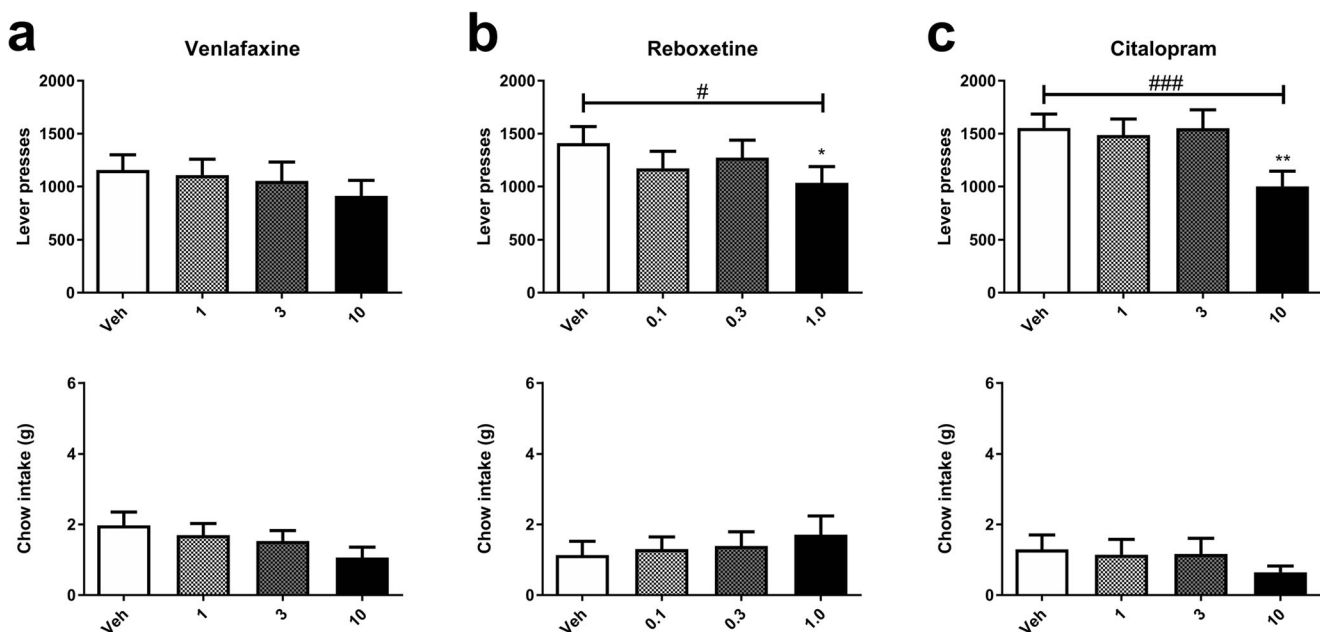 a
Venlafaxine
Lever presses
2000
1500
1000
500
0
Veh
1
3
10
Chow intake (g)
6
4
2
0
Veh
1
3
10
b
Reboxetine
Lever presses
2000
1500
1000
500
0
#
*
Veh
0.1
0.3
1.0
Chow intake (g)
6
4
2
0
Veh
0.1
0.3
1.0
c
Citalopram
Lever presses
2000
1500
1000
500
0
###
**
Veh
1
3
10
Chow intake (g)
6
4
2
0
Veh
1
3
10